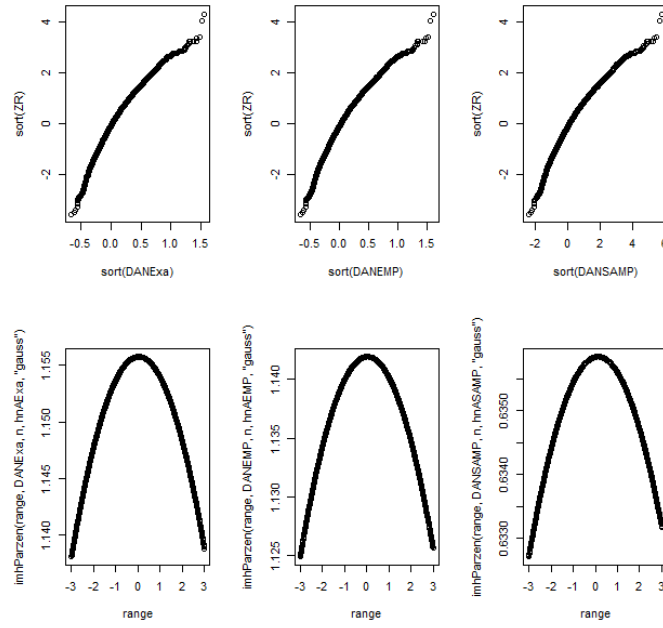 sort(ZR)
4
2
0
-2
-0.5 0.0 0.5 1.0 1.5
sort(DANExa)
sort(ZR)
4
2
0
-2
-0.5 0.0 0.5 1.0 1.5
sort(DANEMP)
sort(ZR)
4
2
0
-2
-2 0 2 4 6
sort(DANSAMP)
imhParzen(range, DANExa, n, hnAExa, "gauss")
1.155
1.150
1.145
1.140
-3 -2 -1 0 1 2 3
range
imhParzen(range, DANEMP, n, hnAEMP, "gauss")
1.140
1.135
1.130
1.125
-3 -2 -1 0 1 2 3
range
imhParzen(range, DANSAMP, n, hnASAMP, "gauss")
0.6350
0.6340
0.6330
-3 -2 -1 0 1 2 3
range